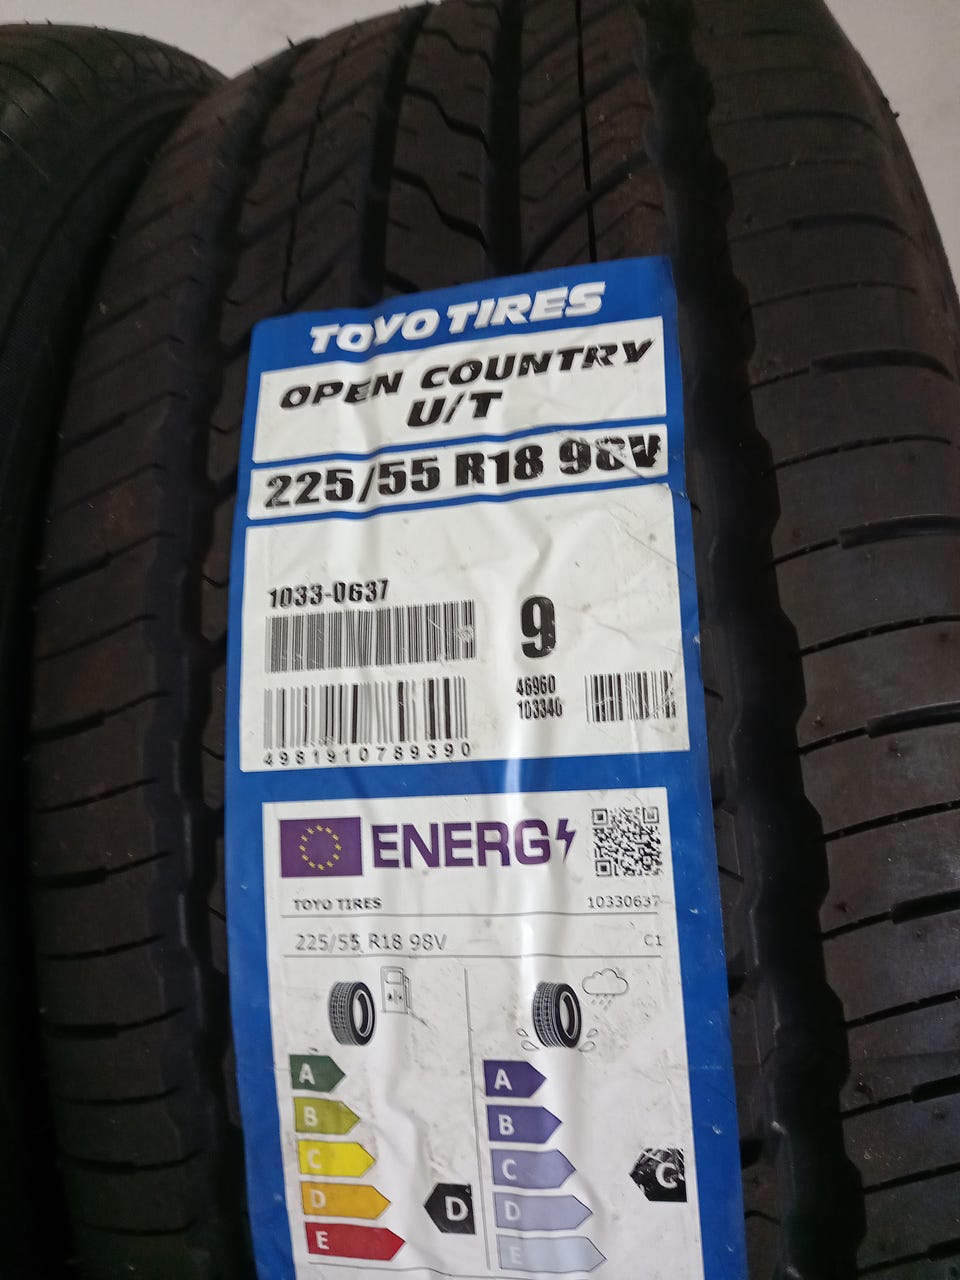 TOYO TIRES
OPEN COUNTRY
U/T
225/55 R18 98V
1033-0637
9
46960
103340
4981910789390
ENERG
TOYO TIRES 10330637
225/55 R18 98V C1
A A
B B
C C C
D D D
E E